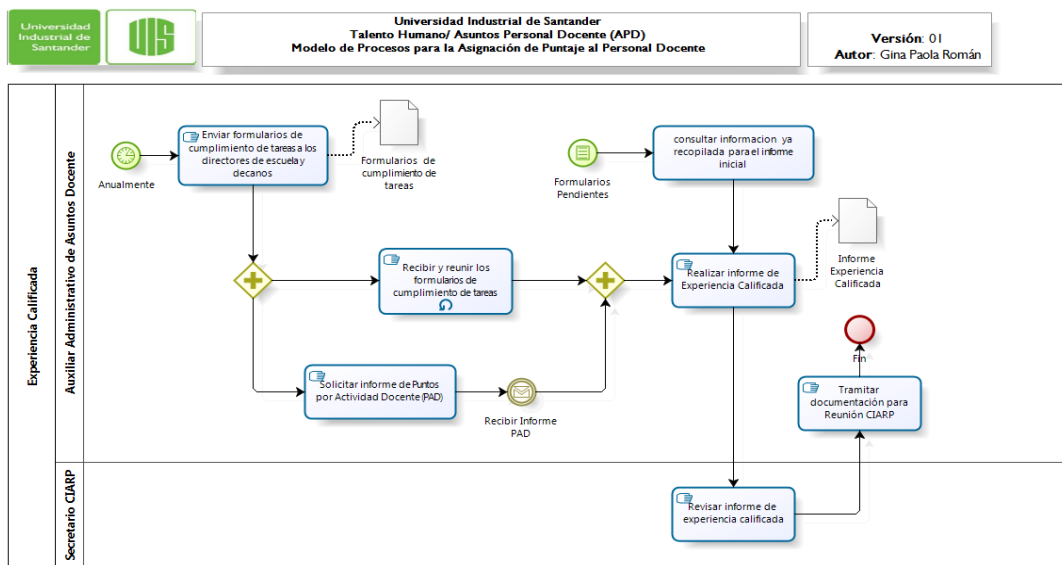 Universidad
Industrial de
Santander
UIS
Universidad Industrial de Santander
Talento Humano/ Asuntos Personal Docente (APD)
Modelo de Procesos para la Asignación de Puntaje al Personal Docente
Versión: 01
Autor: Gina Paola Román
Experiencia Calificada
Auxiliar Administrativo de Asuntos Docente
Anualmente
Enviar formularios de
cumplimiento de tareas a los
directores de escuela y
decanos
Formularios de
cumplimiento de
tareas
Formularios
Pendientes
consultar informacion ya
recopilada para el informe
inicial
Recibir y reunir los
formularios de
cumplimiento de tareas
Realizar informe de
Experiencia Calificada
Informe
Experiencia
Calificada
Solicitar informe de Puntos
por Actividad Docente (PAD)
Recibir Informe
PAD
Fin
Tramitar
documentación para
Reunión CIARP
Secretario CIARP
Revisar informe de
experiencia calificada